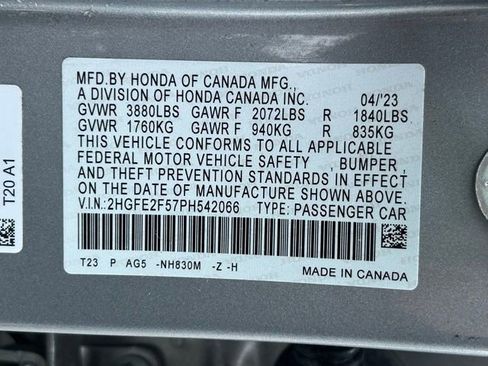 MFD.BY HONDA OF CANADA MFG.,
A DIVISION OF HONDA CANADA INC. 04/'23
GVWR 3880LBS GAWR F 2072LBS R 1840LBS
GVWR 1760KG GAWR F 940KG R 835KG
THIS VEHICLE CONFORMS TO ALL APPLICABLE
FEDERAL MOTOR VEHICLE SAFETY, BUMPER,
AND THEFT PREVENTION STANDARDS IN EFFECT
ON THE DATE OF MANUFACTURE SHOWN ABOVE.
V.I.N.:2HGFE2F57PH542066 TYPE: PASSENGER CAR
T23 P AG5 -NH830M -Z -H
MADE IN CANADA
T20 A1